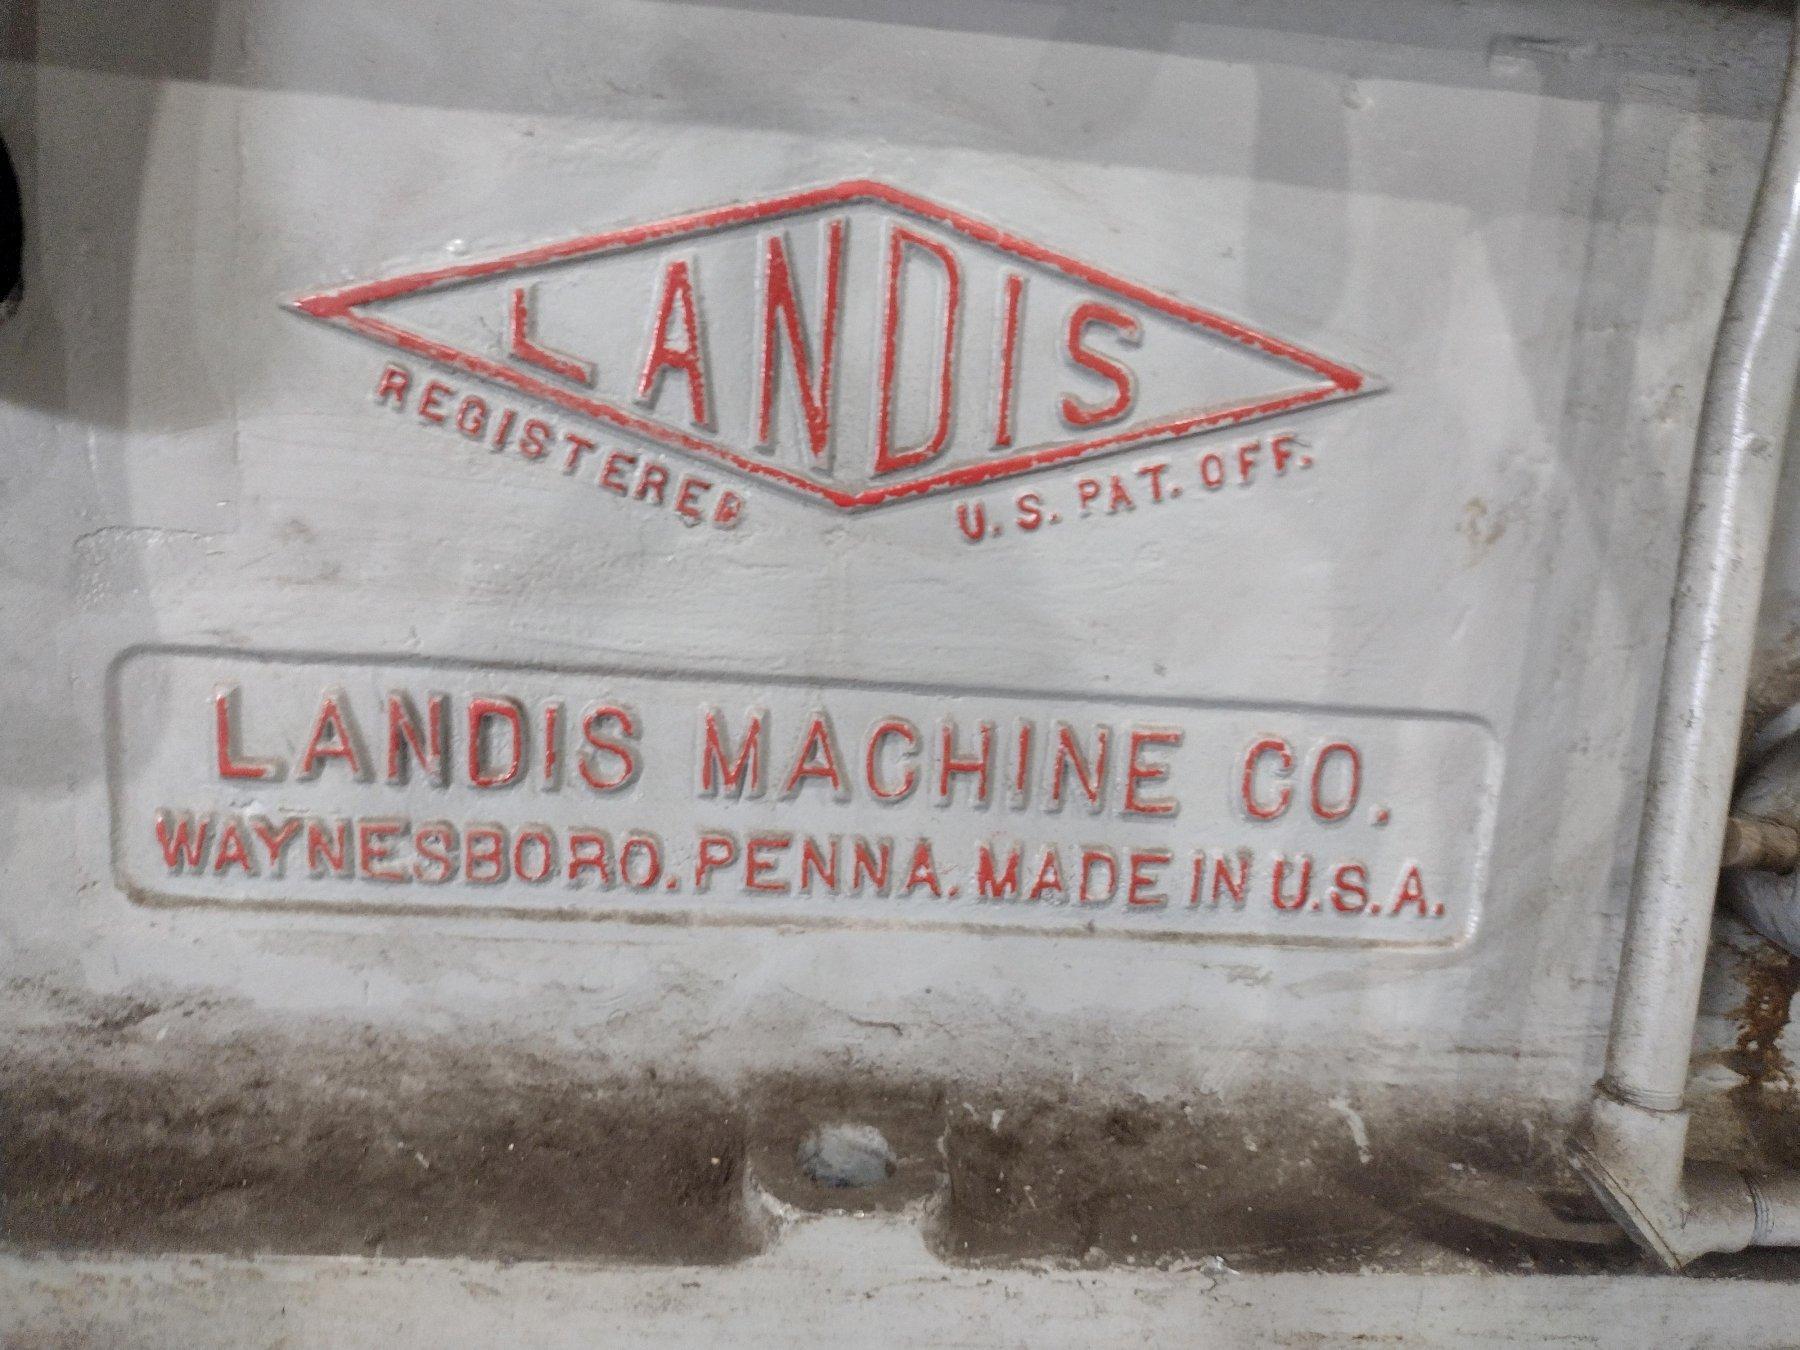 LANDIS
REGISTERED U.S. PAT. OFF.
LANDIS MACHINE CO.
WAYNESBORO. PENNA. MADE IN U.S.A.